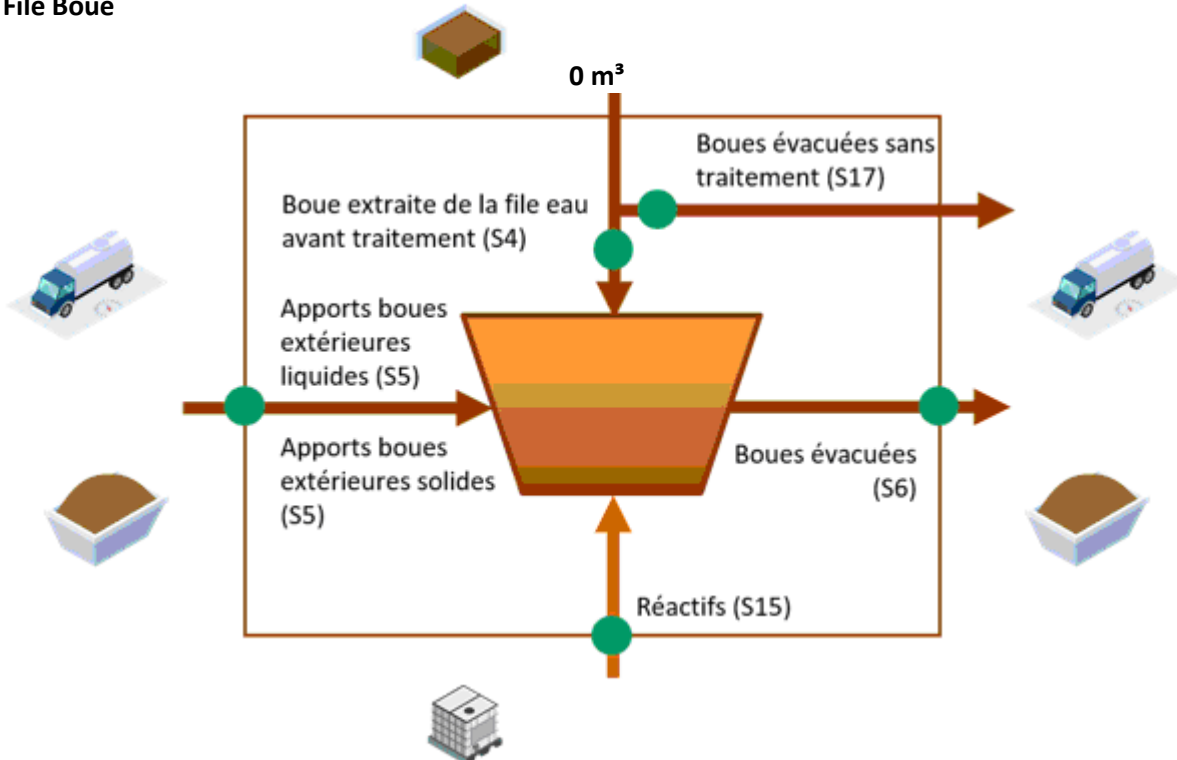 File Boue
0 m³
Boues évacuées sans
traitement (S17)
Boue extraite de la file eau
avant traitement (S4)
Apports boues
extérieures
liquides (S5)
Apports boues
extérieures solides
(S5)
Boues évacuées
(S6)
Réactifs (S15)